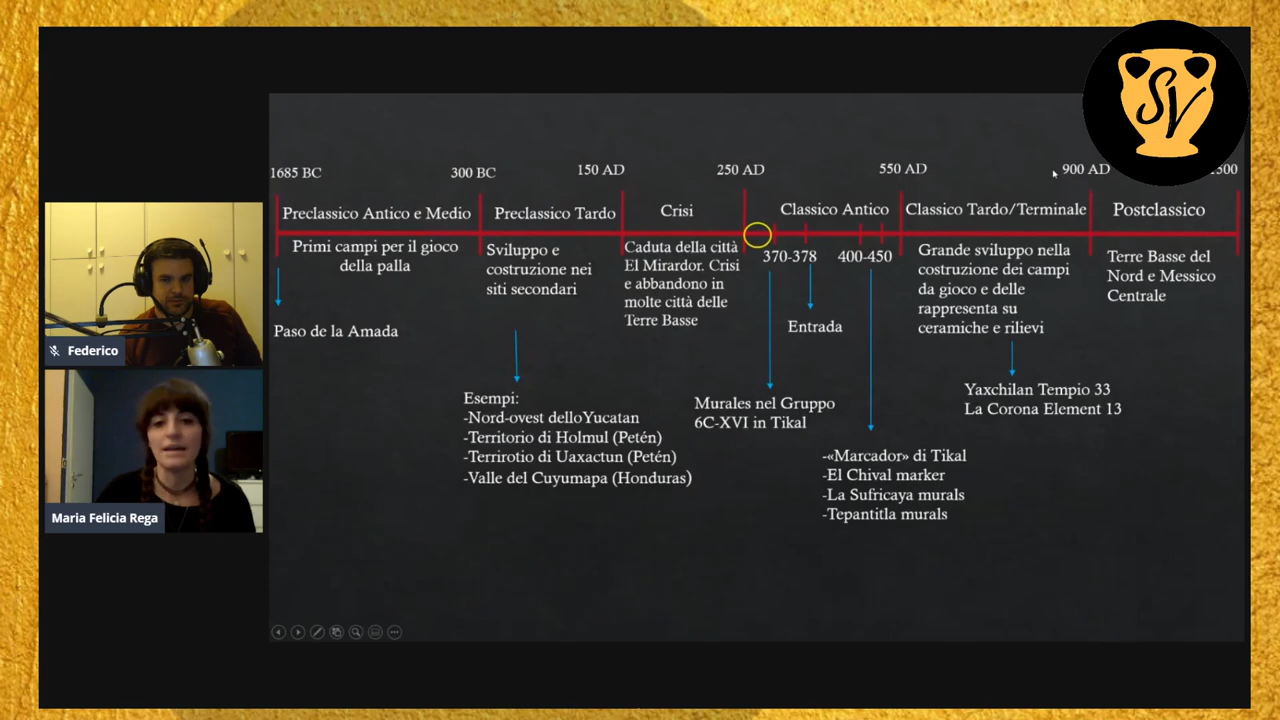 SV
1685 BC
300 BC
150 AD
250 AD
550 AD
900 AD
Preclassico Antico e Medio
Preclassico Tardo
Crisi
Classico Antico
Classico Tardo/Terminale
Postclassico
Primi campi per il gioco
della palla
Sviluppo e
costruzione nei
siti secondari
Caduta della città
El Mirardor. Crisi
e abbandono in
molte città delle
Terre Basse
370-378
400-450
Grande sviluppo nella
costruzione dei campi
da gioco e delle
rappresenta su
ceramiche e rilievi
Terre Basse del
Nord e Messico
Centrale
Paso de la Amada
Entrada
Esempi:
-Nord-ovest delloYucatan
-Territorio di Holmul (Petén)
-Terrirotio di Uaxactun (Petén)
-Valle del Cuyumapa (Honduras)
Murales nel Gruppo
6C-XVI in Tikal
-«Marcador» di Tikal
-El Chival marker
-La Sufricaya murals
-Tepantitla murals
Yaxchilan Tempio 33
La Corona Element 13
Federico
Maria Felicia Rega